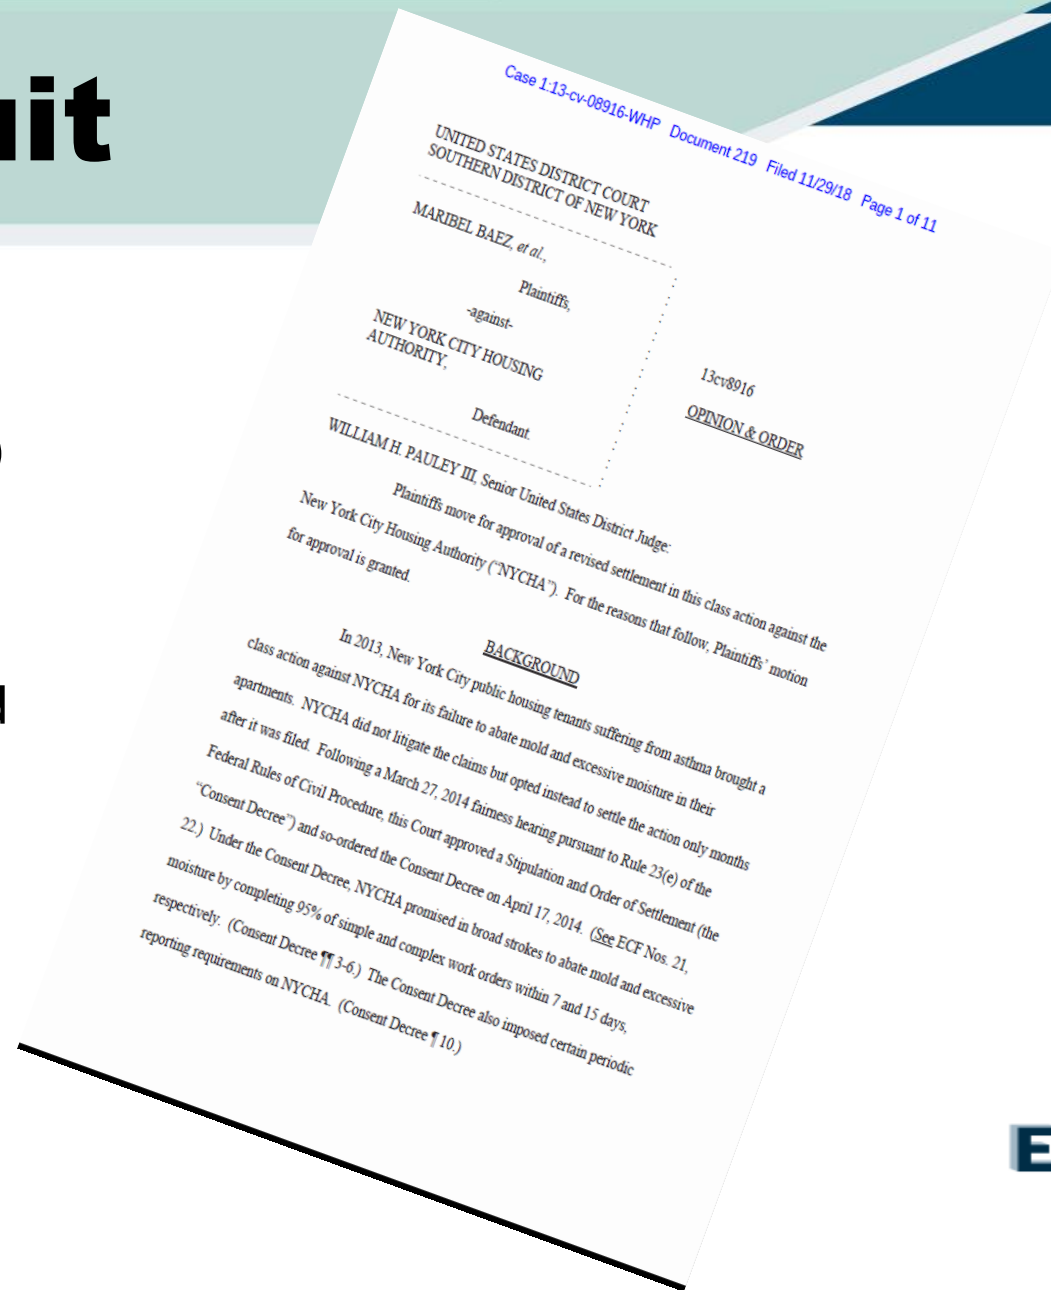 uit
Case 1:13-cv-08916-WHP Document 219 Filed 11/29/18 Page 1 of 11
UNITED STATES DISTRICT COURT
SOUTHERN DISTRICT OF NEW YORK
MARIBEL BAEZ, et al.,
Plaintiffs,
-against-
NEW YORK CITY HOUSING
AUTHORITY,
Defendant.
13cv8916
OPINION & ORDER
WILLIAM H. PAULEY III, Senior United States District Judge:
Plaintiffs move for approval of a revised settlement in this class action against the
New York City Housing Authority (“NYCHA”). For the reasons that follow, Plaintiffs’ motion
for approval is granted.
BACKGROUND
In 2013, New York City public housing tenants suffering from asthma brought a
class action against NYCHA for its failure to abate mold and excessive moisture in their
apartments. NYCHA did not litigate the claims but opted instead to settle the action only months
after it was filed. Following a March 27, 2014 fairness hearing pursuant to Rule 23(e) of the
Federal Rules of Civil Procedure, this Court approved a Stipulation and Order of Settlement (the
“Consent Decree”) and so-ordered the Consent Decree on April 17, 2014. (See ECF Nos. 21,
22.) Under the Consent Decree, NYCHA promised in broad strokes to abate mold and excessive
moisture by completing 95% of simple and complex work orders within 7 and 15 days,
respectively. (Consent Decree ¶¶ 3-6.) The Consent Decree also imposed certain periodic
reporting requirements on NYCHA. (Consent Decree ¶ 10.)
E